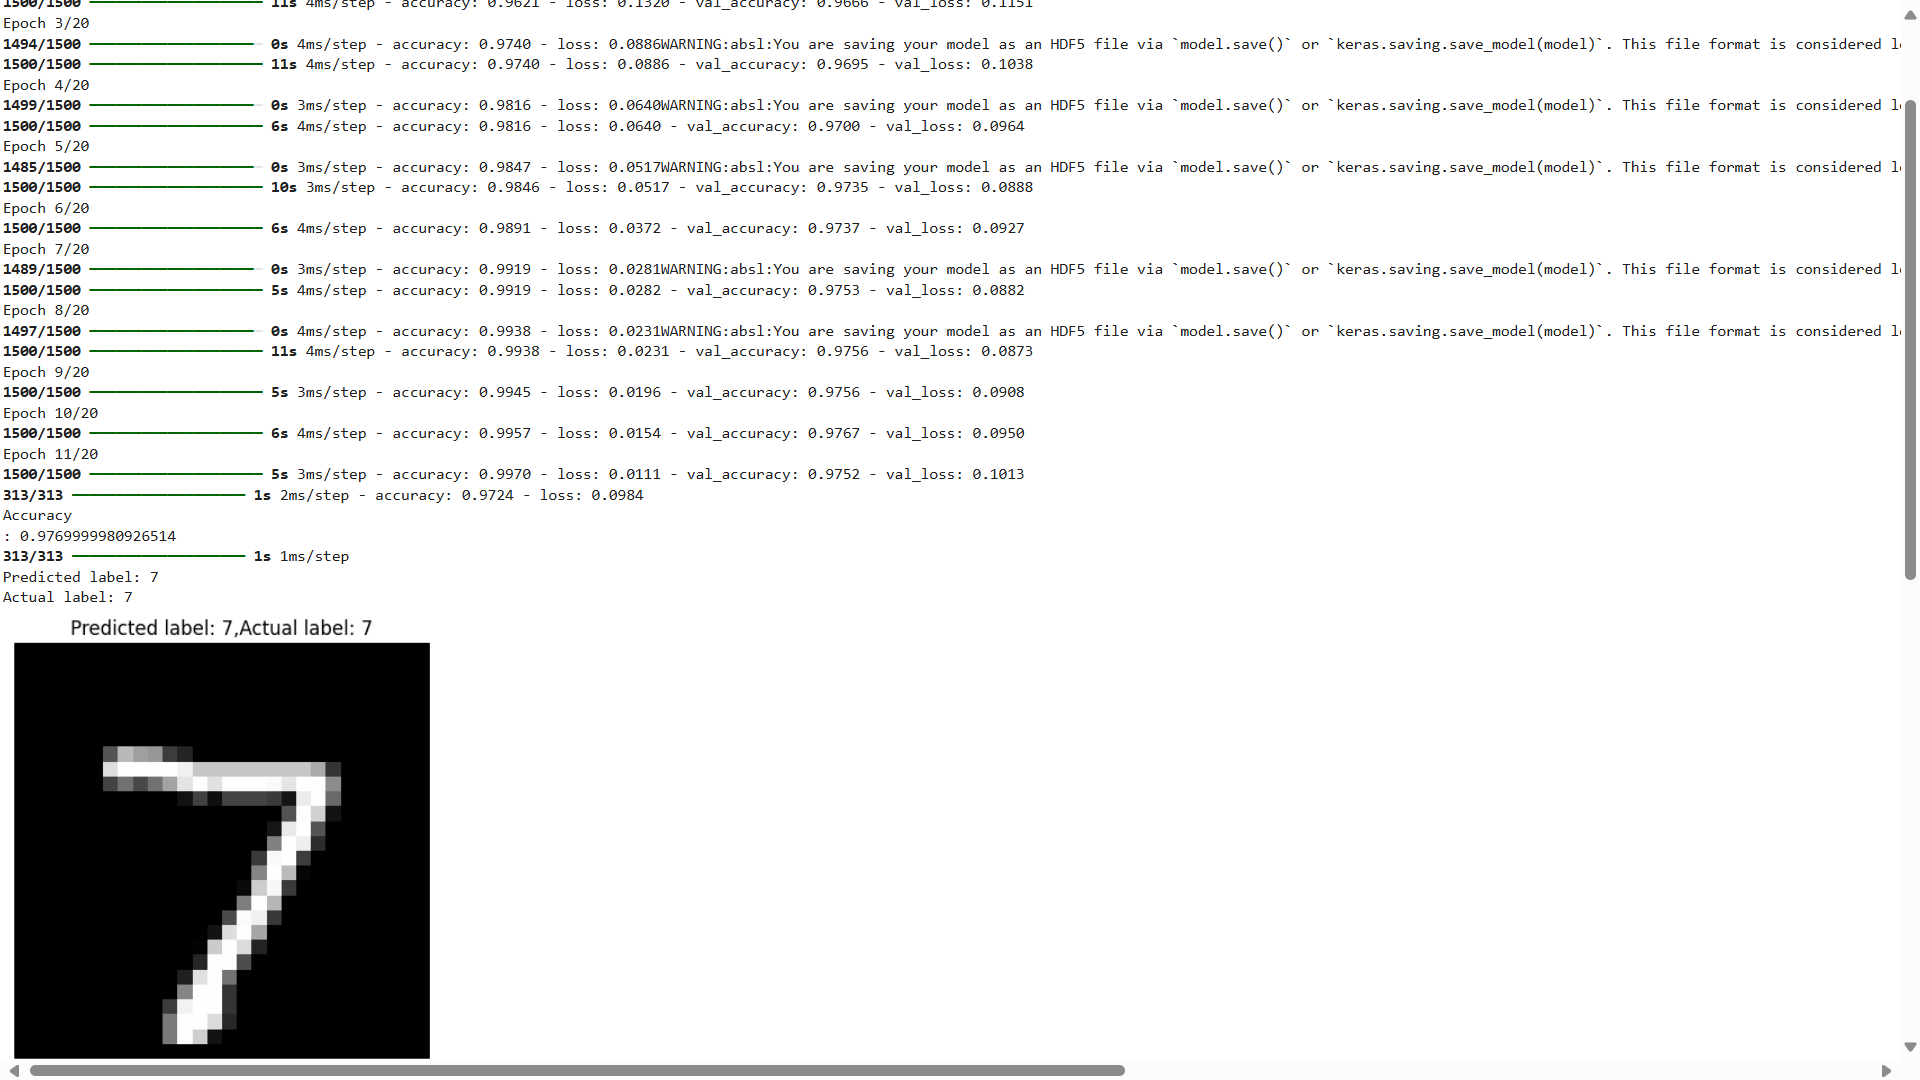 1500/1500 ━━━━━━━━━━━━━━━━━━━━ 11s 4ms/step - accuracy: 0.9621 - loss: 0.1320 - val_accuracy: 0.9666 - val_loss: 0.1151
Epoch 3/20
1494/1500 ━━━━━━━━━━━━━━━━━━━━ 0s 4ms/step - accuracy: 0.9740 - loss: 0.0886WARNING:absl:You are saving your model as an HDF5 file via `model.save()` or `keras.saving.save_model(model)`. This file format is considered
1500/1500 ━━━━━━━━━━━━━━━━━━━━ 11s 4ms/step - accuracy: 0.9740 - loss: 0.0886 - val_accuracy: 0.9695 - val_loss: 0.1038
Epoch 4/20
1499/1500 ━━━━━━━━━━━━━━━━━━━━ 0s 3ms/step - accuracy: 0.9816 - loss: 0.0640WARNING:absl:You are saving your model as an HDF5 file via `model.save()` or `keras.saving.save_model(model)`. This file format is considered
1500/1500 ━━━━━━━━━━━━━━━━━━━━ 6s 4ms/step - accuracy: 0.9816 - loss: 0.0640 - val_accuracy: 0.9700 - val_loss: 0.0964
Epoch 5/20
1485/1500 ━━━━━━━━━━━━━━━━━━━━ 0s 3ms/step - accuracy: 0.9847 - loss: 0.0517WARNING:absl:You are saving your model as an HDF5 file via `model.save()` or `keras.saving.save_model(model)`. This file format is considered
1500/1500 ━━━━━━━━━━━━━━━━━━━━ 10s 3ms/step - accuracy: 0.9846 - loss: 0.0517 - val_accuracy: 0.9735 - val_loss: 0.0888
Epoch 6/20
1500/1500 ━━━━━━━━━━━━━━━━━━━━ 6s 4ms/step - accuracy: 0.9891 - loss: 0.0372 - val_accuracy: 0.9737 - val_loss: 0.0927
Epoch 7/20
1489/1500 ━━━━━━━━━━━━━━━━━━━━ 0s 3ms/step - accuracy: 0.9919 - loss: 0.0281WARNING:absl:You are saving your model as an HDF5 file via `model.save()` or `keras.saving.save_model(model)`. This file format is considered
1500/1500 ━━━━━━━━━━━━━━━━━━━━ 5s 4ms/step - accuracy: 0.9919 - loss: 0.0282 - val_accuracy: 0.9753 - val_loss: 0.0882
Epoch 8/20
1497/1500 ━━━━━━━━━━━━━━━━━━━━ 0s 4ms/step - accuracy: 0.9938 - loss: 0.0231WARNING:absl:You are saving your model as an HDF5 file via `model.save()` or `keras.saving.save_model(model)`. This file format is considered
1500/1500 ━━━━━━━━━━━━━━━━━━━━ 11s 4ms/step - accuracy: 0.9938 - loss: 0.0231 - val_accuracy: 0.9756 - val_loss: 0.0873
Epoch 9/20
1500/1500 ━━━━━━━━━━━━━━━━━━━━ 5s 3ms/step - accuracy: 0.9945 - loss: 0.0196 - val_accuracy: 0.9756 - val_loss: 0.0908
Epoch 10/20
1500/1500 ━━━━━━━━━━━━━━━━━━━━ 6s 4ms/step - accuracy: 0.9957 - loss: 0.0154 - val_accuracy: 0.9767 - val_loss: 0.0950
Epoch 11/20
1500/1500 ━━━━━━━━━━━━━━━━━━━━ 5s 3ms/step - accuracy: 0.9970 - loss: 0.0111 - val_accuracy: 0.9752 - val_loss: 0.1013
313/313 ━━━━━━━━━━━━━━━━━━━━ 1s 2ms/step - accuracy: 0.9724 - loss: 0.0984
Accuracy
: 0.9769999980926514
313/313 ━━━━━━━━━━━━━━━━━━━━ 1s 1ms/step
Predicted label: 7
Actual label: 7
Predicted label: 7,Actual label: 7
7